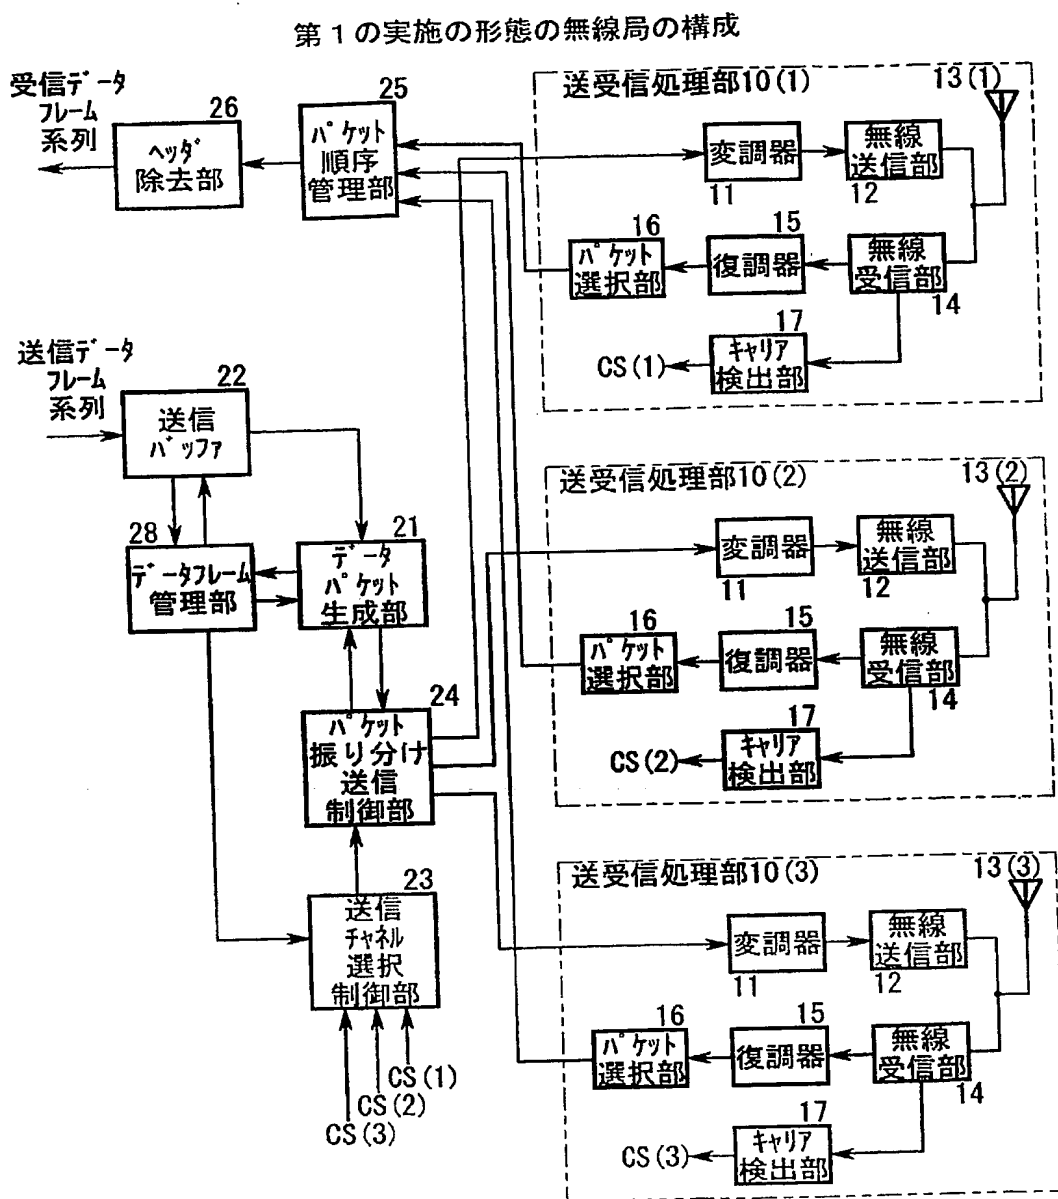 第1の実施の形態の無線局の構成
受信データ
フレーム
系列
26
ヘッダ
除去部
25
パケット
順序
管理部
送受信処理部10(1)
13(1)
変調器
11
無線
送信部
12
16
パケット
選択部
15
復調器
無線
受信部
14
17
キャリア
検出部
CS(1)
送信データ
フレーム
系列
22
送信
バッファ
28
データフレーム
管理部
21
データ
パケット
生成部
24
パケット
振り分け
送信
制御部
23
送信
チャネル
選択
制御部
CS(1)
CS(2)
CS(3)
送受信処理部10(2)
13(2)
変調器
11
無線
送信部
12
16
パケット
選択部
15
復調器
無線
受信部
14
17
キャリア
検出部
CS(2)
送受信処理部10(3)
13(3)
変調器
11
無線
送信部
12
16
パケット
選択部
15
復調器
無線
受信部
14
17
キャリア
検出部
CS(3)